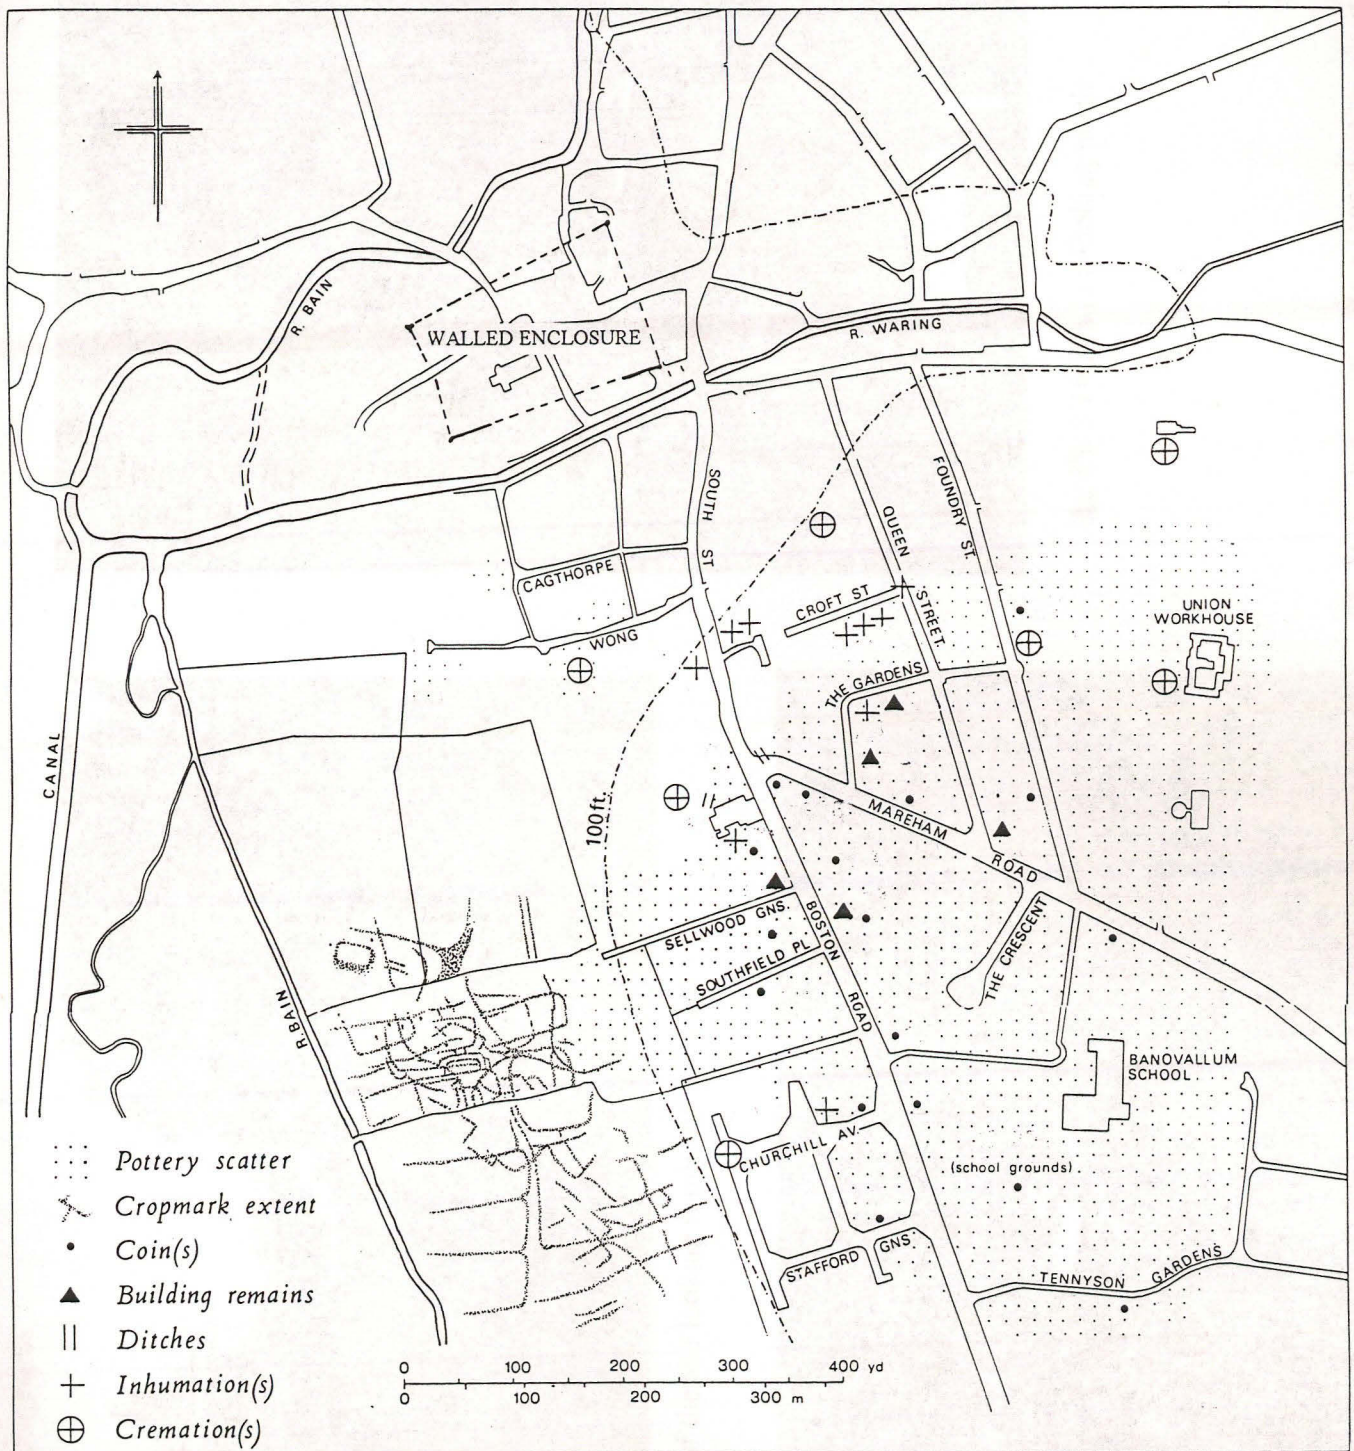 R. BAIN
WALLED ENCLOSURE
R. WARING
SOUTH ST.
QUEEN STREET
FOUNDRY ST.
CAGTHORPE
CROFT ST
UNION
WORKHOUSE
WONG
THE GARDENS
CANAL
100ft.
MAREHAM ROAD
SELLWOOD GNS.
BOSTON ROAD
SOUTHFIELD PL
THE CRESCENT
R. BAIN
BANOVALLUM
SCHOOL
CHURCHILL AV.
(school grounds)
STAFFORD GNS.
TENNYSON GARDENS
Pottery scatter
Cropmark extent
Coin(s)
Building remains
Ditches
Inhumation(s)
Cremation(s)
0 100 200 300 400 yd
0 100 200 300 m